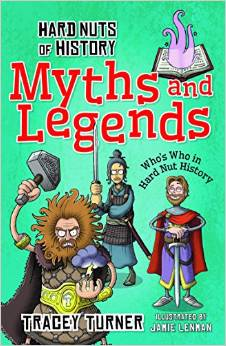 HARD NUTS
OF HISTORY
Myths and
Legends
Who's Who in
Hard Nut History
TRACEY TURNER
ILLUSTRATED BY
JAMIE LENMAN